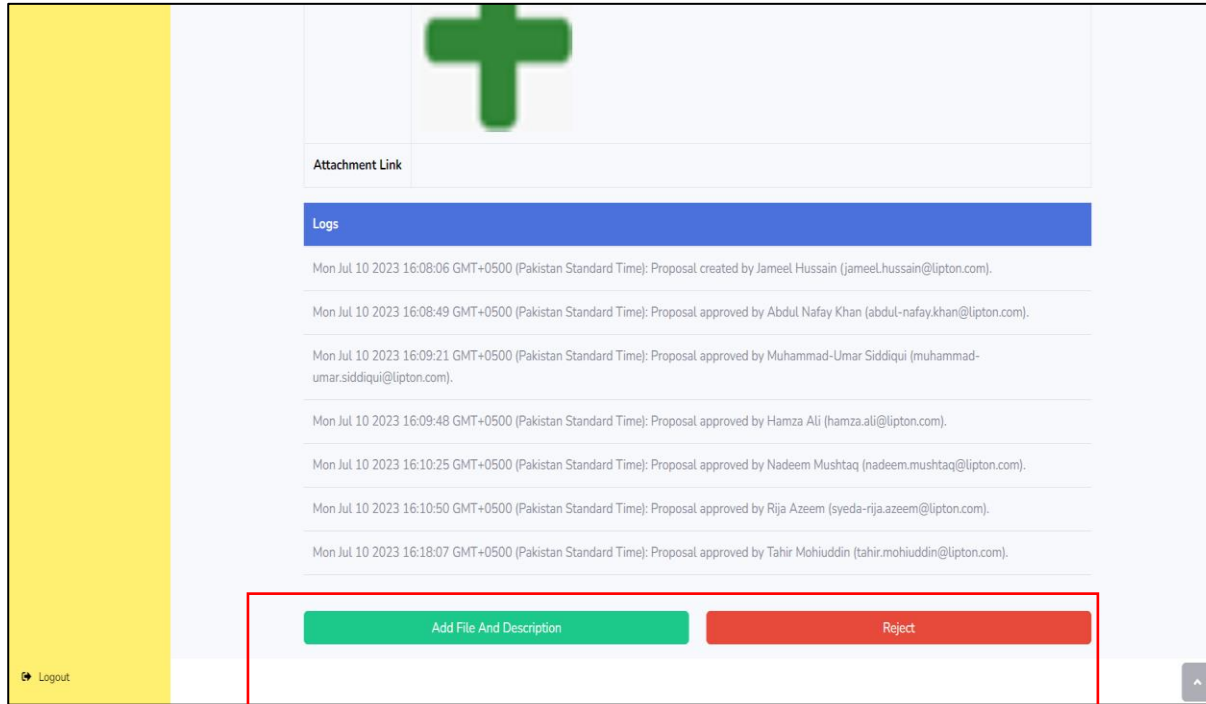 Attachment Link
Logs
Mon Jul 10 2023 16:08:06 GMT+0500 (Pakistan Standard Time): Proposal created by Jameel Hussain (jameel.hussain@lipton.com).
Mon Jul 10 2023 16:08:49 GMT+0500 (Pakistan Standard Time): Proposal approved by Abdul Nafay Khan (abdul-nafay.khan@lipton.com).
Mon Jul 10 2023 16:09:21 GMT+0500 (Pakistan Standard Time): Proposal approved by Muhammad-Umar Siddiqui (muhammad-
umar.siddiqui@lipton.com).
Mon Jul 10 2023 16:09:48 GMT+0500 (Pakistan Standard Time): Proposal approved by Hamza Ali (hamza.ali@lipton.com).
Mon Jul 10 2023 16:10:25 GMT+0500 (Pakistan Standard Time): Proposal approved by Nadeem Mushtaq (nadeem.mushtaq@lipton.com).
Mon Jul 10 2023 16:10:50 GMT+0500 (Pakistan Standard Time): Proposal approved by Rija Azeem (syeda-rija.azeem@lipton.com).
Mon Jul 10 2023 16:18:07 GMT+0500 (Pakistan Standard Time): Proposal approved by Tahir Mohiuddin (tahir.mohiuddin@lipton.com).
Add File And Description
Reject
Logout